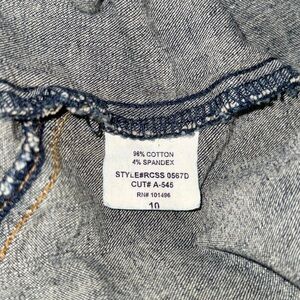 96% COTTON
4% SPANDEX
STYLE#RCSS 0567D
CUT# A-545
RN# 101496
10